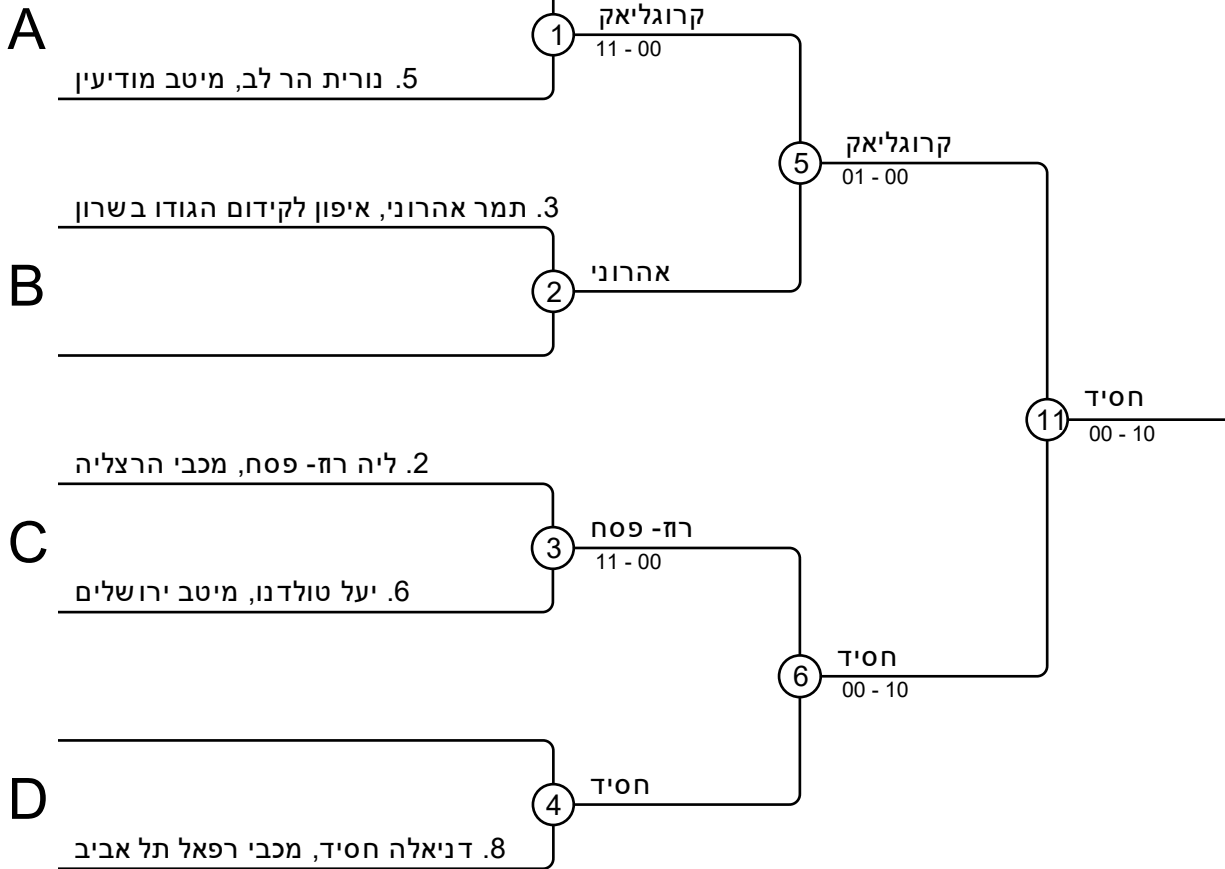 A
קרוגליאק
1
11 - 00
5. נורית הר לב, מיטב מודיעין
קרוגליאק
5
01 - 00
3. תמר אהרוני, איפון לקידום הגודו בשרון
B
אהרוני
2
חסיד
11
00 - 10
2. ליה רוז- פסח, מכבי הרצליה
C
רוז- פסח
3
11 - 00
6. יעל טולדנו, מיטב ירושלים
חסיד
6
00 - 10
D
חסיד
4
8. דניאלה חסיד, מכבי רפאל תל אביב